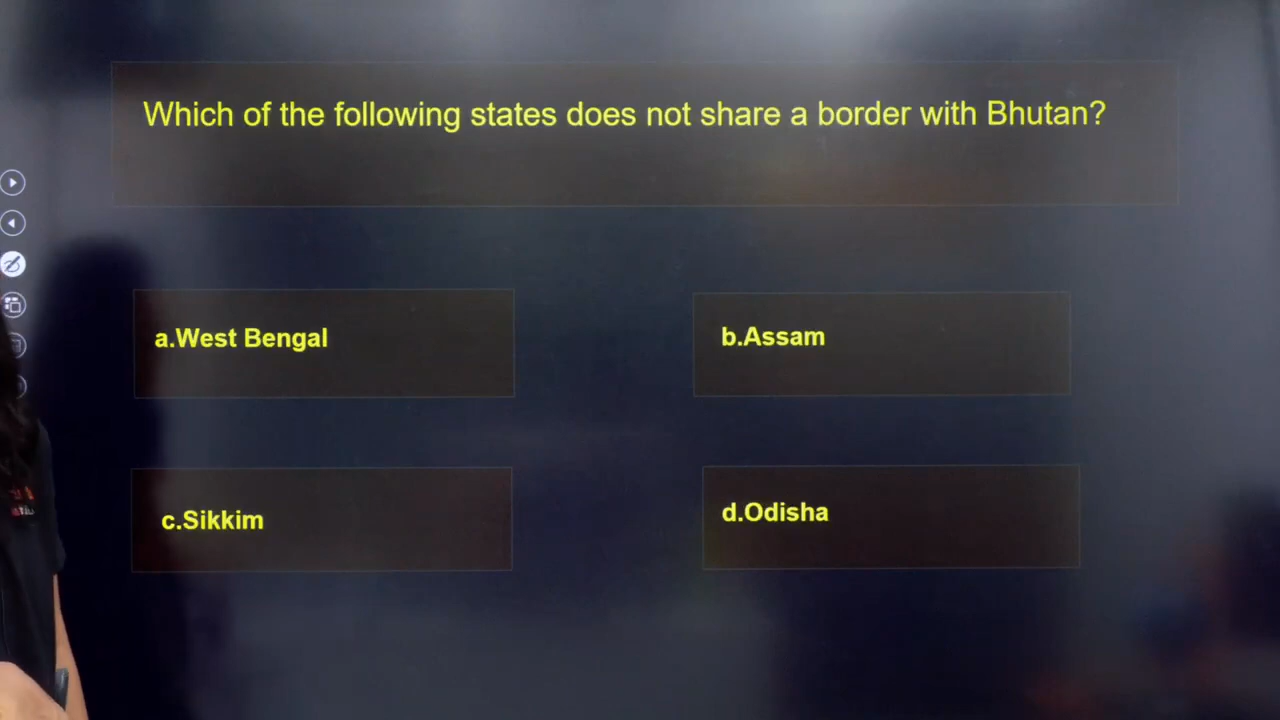 Which of the following states does not share a border with Bhutan?
a.West Bengal
b.Assam
c.Sikkim
d.Odisha